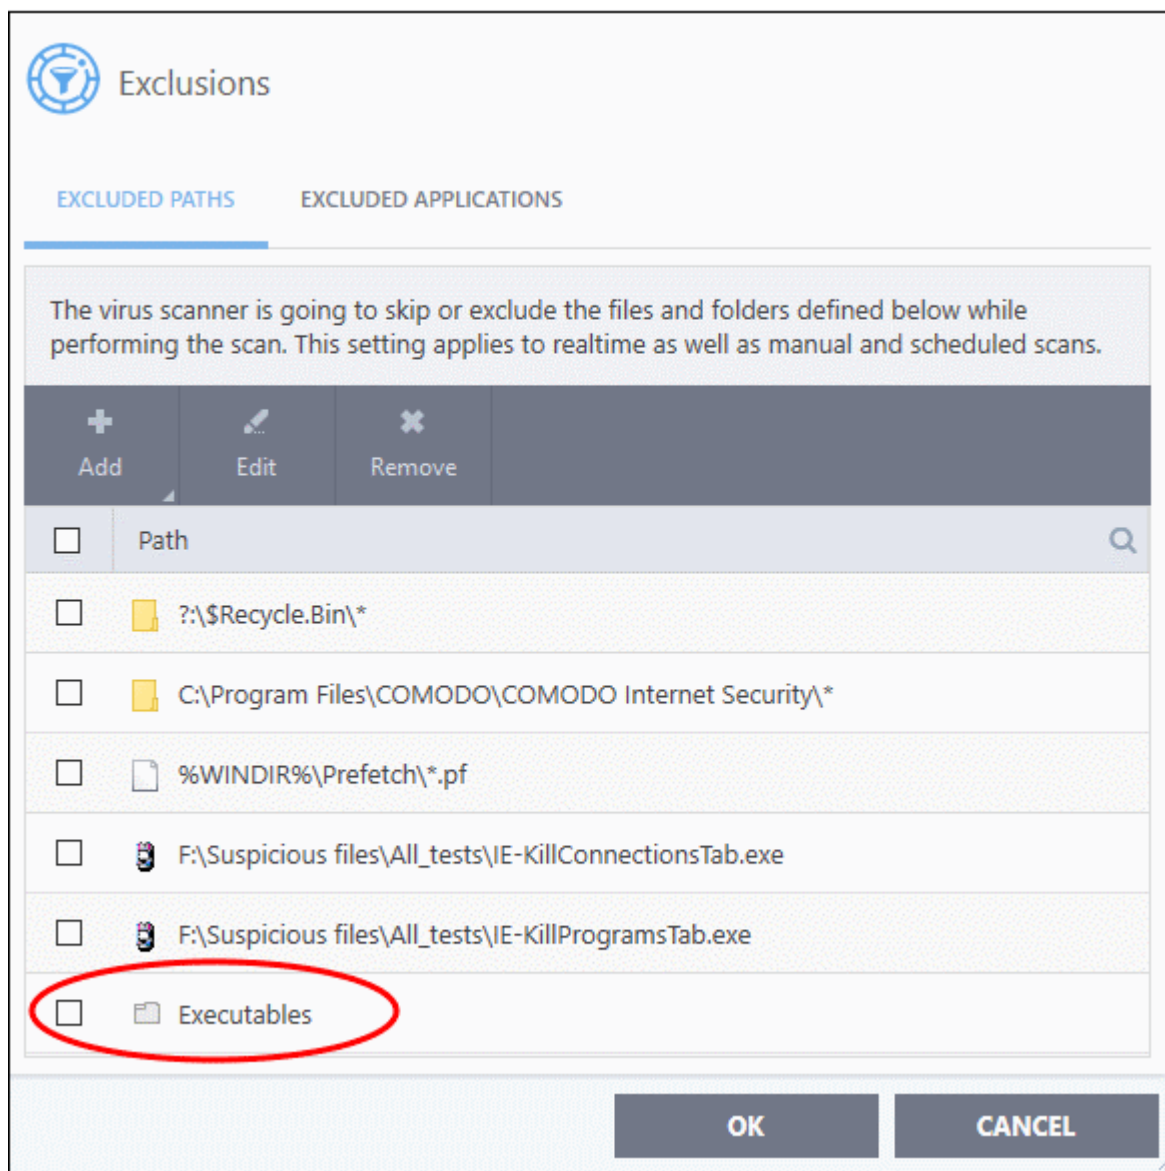 Exclusions
EXCLUDED PATHS EXCLUDED APPLICATIONS
The virus scanner is going to skip or exclude the files and folders defined below while
performing the scan. This setting applies to realtime as well as manual and scheduled scans.
Add Edit Remove
Path
?:\$Recycle.Bin\*
C:\Program Files\COMODO\COMODO Internet Security\*
%WINDIR%\Prefetch\*.pf
F:\Suspicious files\All_tests\IE-KillConnectionsTab.exe
F:\Suspicious files\All_tests\IE-KillProgramsTab.exe
Executables
OK CANCEL